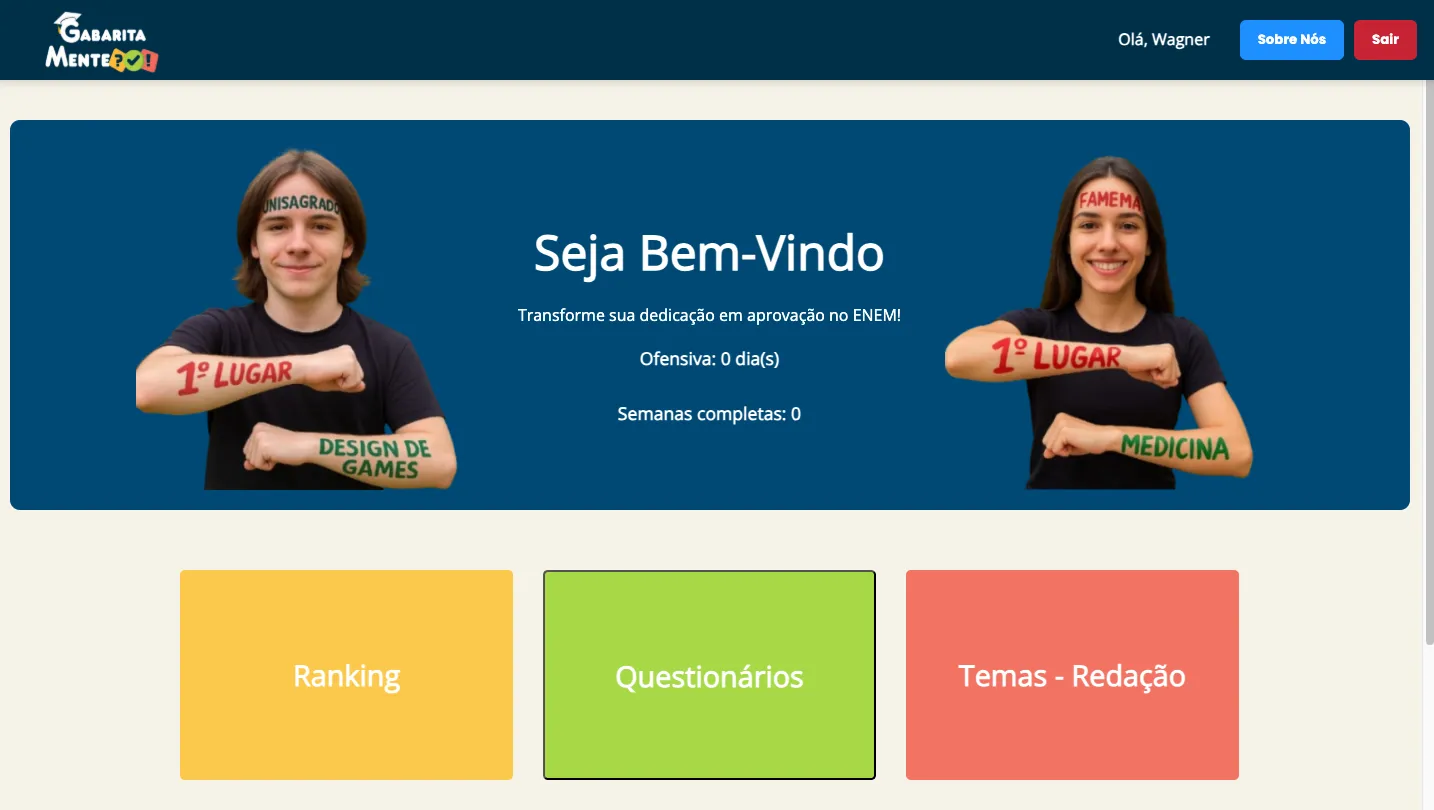 GABARITA
MENTE?✓!
Olá, Wagner
Sobre Nós
Sair
UNISAGRADO
1º LUGAR
DESIGN DE
GAMES
Seja Bem-Vindo
Transforme sua dedicação em aprovação no ENEM!
Ofensiva: 0 dia(s)
Semanas completas: 0
FAMEMA
1º LUGAR
MEDICINA
Ranking
Questionários
Temas - Redação